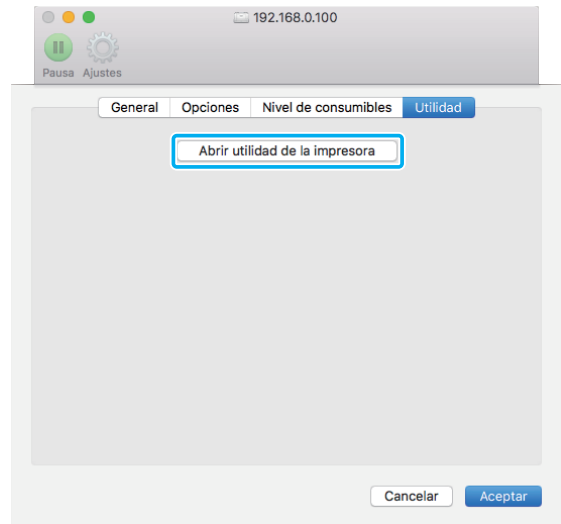 192.168.0.100
Pausa Ajustes
General Opciones Nivel de consumibles Utilidad
Abrir utilidad de la impresora
Cancelar Aceptar